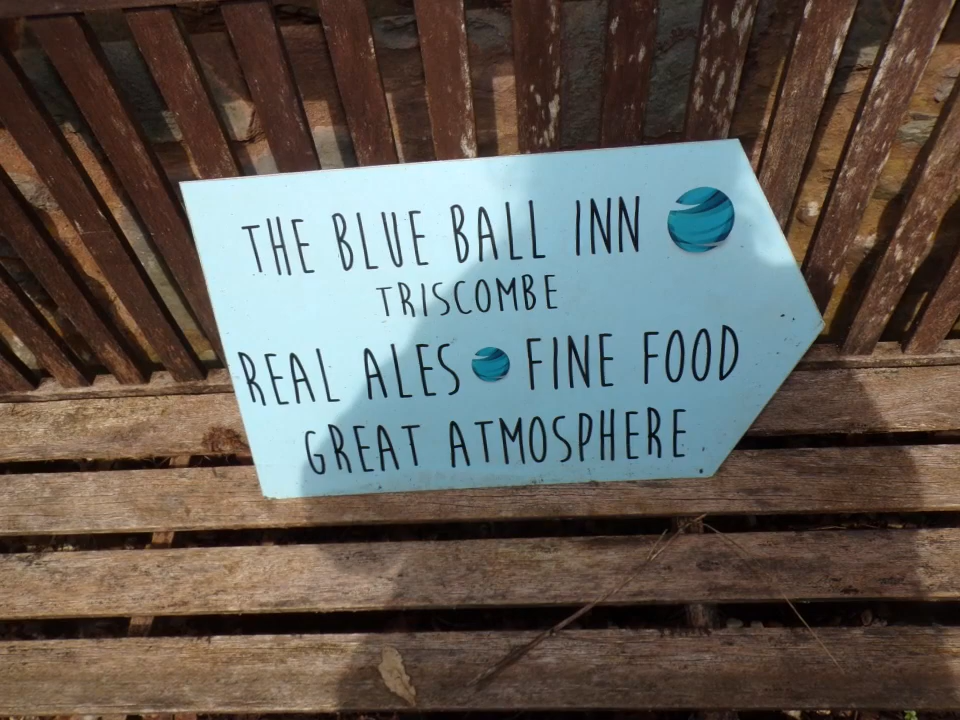 THE BLUE BALL INN
TRISCOMBE
REAL ALES FINE FOOD
GREAT ATMOSPHERE